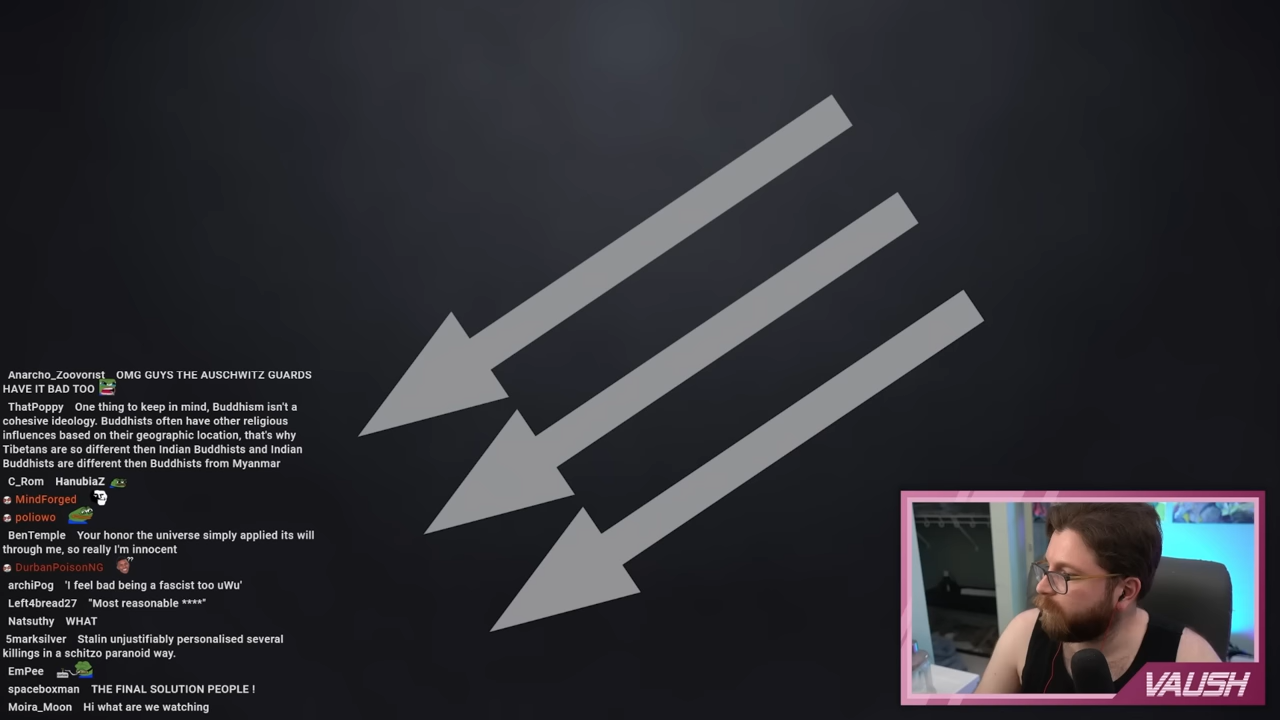 Anarcho_Zoovorist OMG GUYS THE AUSCHWITZ GUARDS
HAVE IT BAD TOO
ThatPoppy One thing to keep in mind, Buddhism isn't a
cohesive ideology. Buddhists often have other religious
influences based on their geographic location, that's why
Tibetans are so different then Indian Buddhists and Indian
Buddhists are different then Buddhists from Myanmar
C_Rom HanubiaZ
MindForged
poliowo
BenTemple Your honor the universe simply applied its will
through me, so really I'm innocent
DurbanPoisonNG
archiPog 'I feel bad being a fascist too uWu'
Left4bread27 "Most reasonable ****"
Natsuthy WHAT
5marksilver Stalin unjustifiably personalised several
killings in a schitzo paranoid way.
EmPee
spaceboxman THE FINAL SOLUTION PEOPLE !
Moira_Moon Hi what are we watching
VAUSH